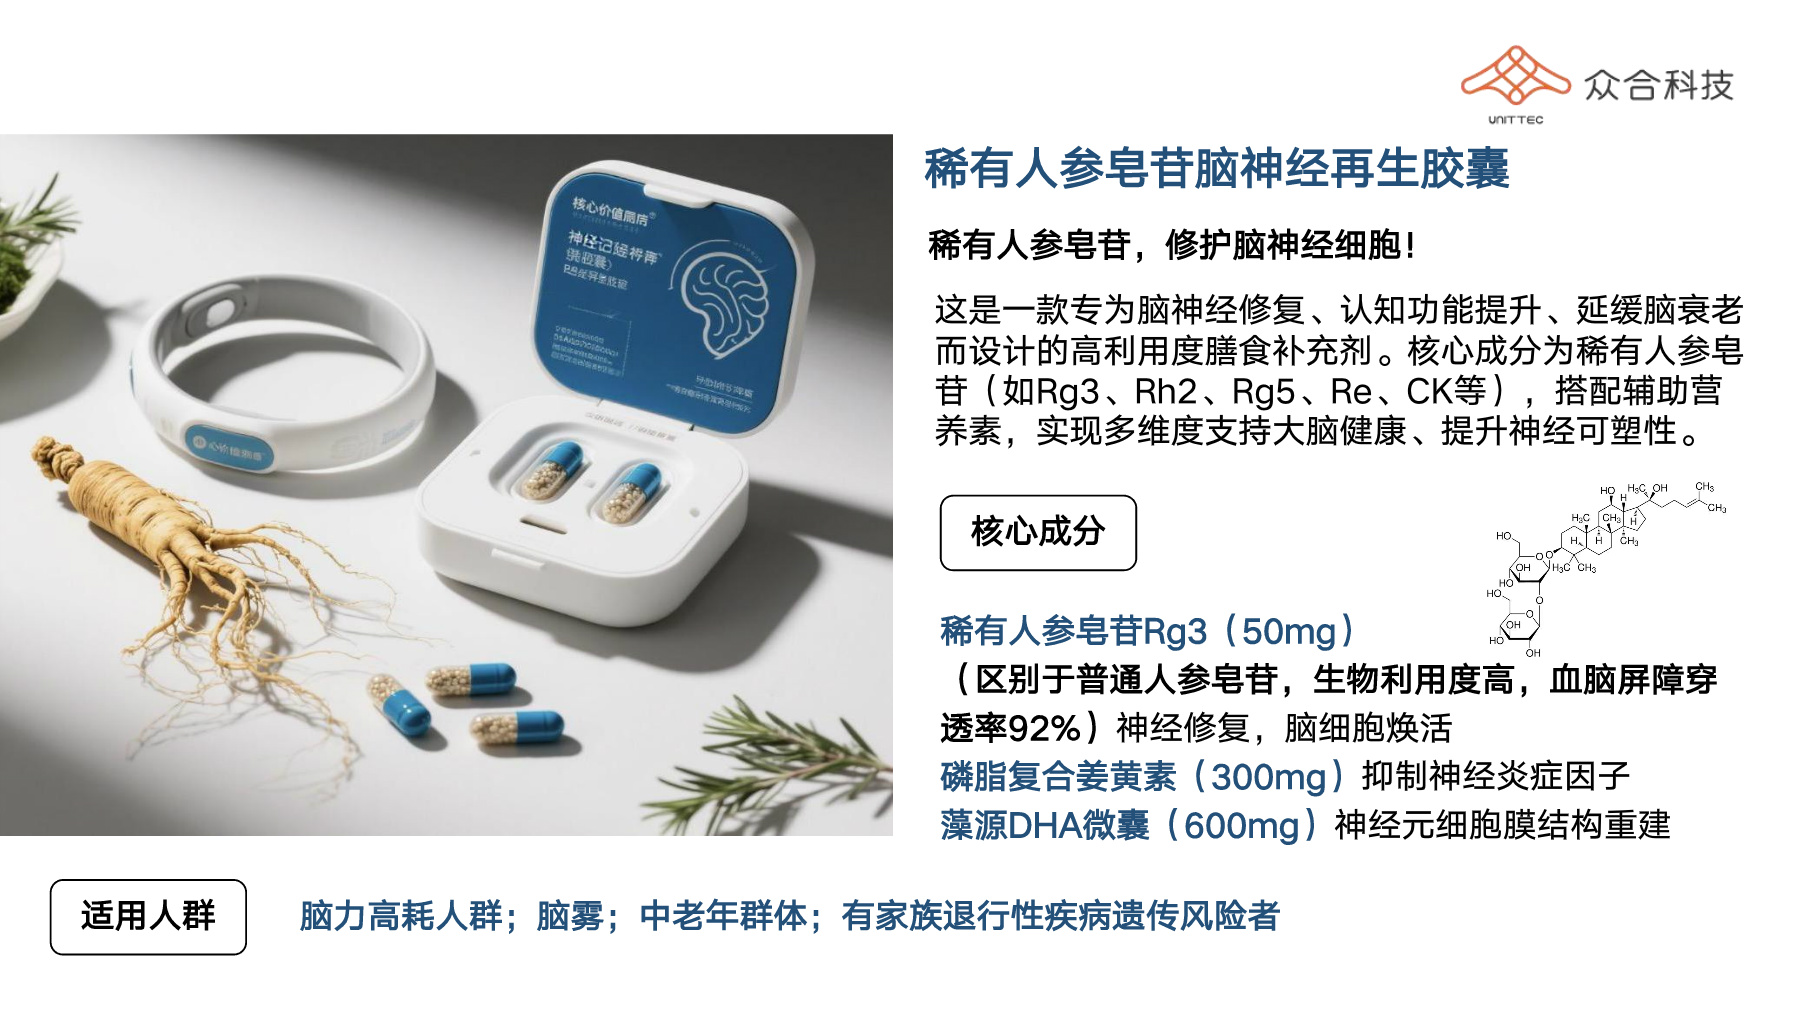 众合科技
UNITTEC
稀有人参皂苷脑神经再生胶囊
稀有人参皂苷，修护脑神经细胞！
这是一款专为脑神经修复、认知功能提升、延缓脑衰老
而设计的高利用度膳食补充剂。核心成分为稀有人参皂
苷（如Rg3、Rh2、Rg5、Re、CK等），搭配辅助营
养素，实现多维度支持大脑健康、提升神经可塑性。
核心成分
稀有人参皂苷Rg3（50mg）
（区别于普通人参皂苷，生物利用度高，血脑屏障穿
透率92%）神经修复，脑细胞焕活
磷脂复合姜黄素（300mg）抑制神经炎症因子
藻源DHA微囊（600mg）神经元细胞膜结构重建
HO
H₃C
OH
CH₃
CH₃
H
H₃C
CH₃
H
HO
H
H
CH₃
O
O
OH
H₃C
CH₃
HO
HO
O
O
OH
HO
OH
核心价值
神经记
适用人群
脑力高耗人群；脑雾；中老年群体；有家族退行性疾病遗传风险者